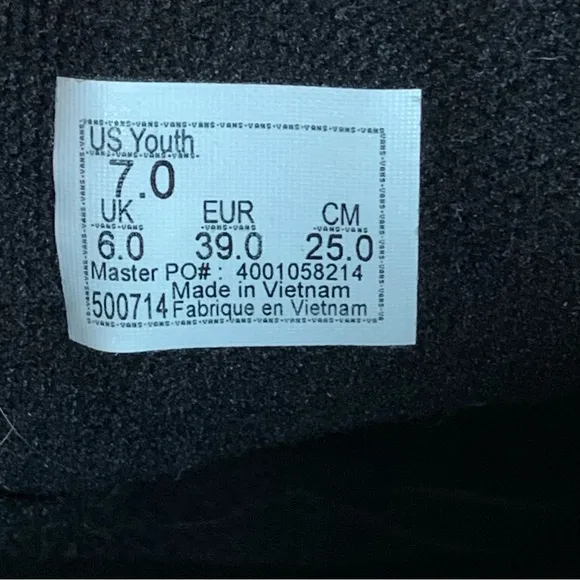 US Youth
7.0
UK EUR CM
6.0 39.0 25.0
Master PO# : 4001058214
Made in Vietnam
500714 Fabrique en Vietnam